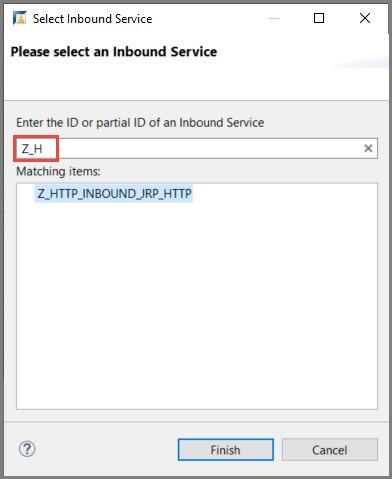 Select Inbound Service
Please select an Inbound Service
Enter the ID or partial ID of an Inbound Service
Z_H
Matching items:
Z_HTTP_INBOUND_JRP_HTTP
Finish
Cancel